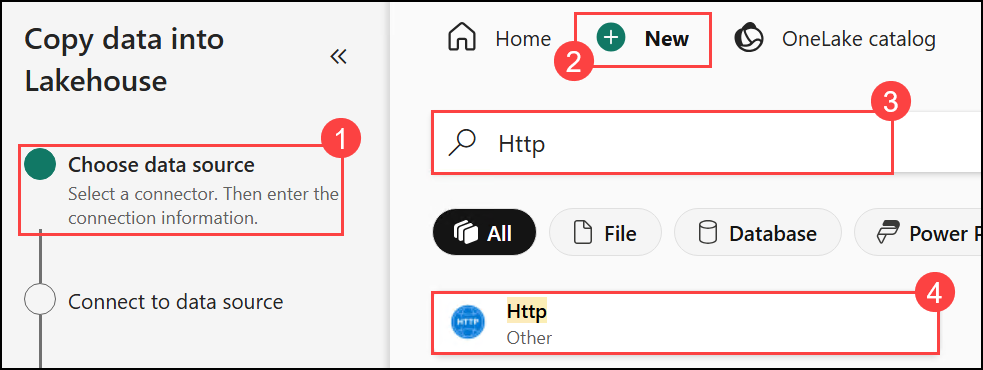 Copy data into
Lakehouse
«
1
Choose data source
Select a connector. Then enter the
connection information.
Connect to data source
Home
New
2
OneLake catalog
3
Http
All
File
Database
Power P
4
HTTP
Http
Other